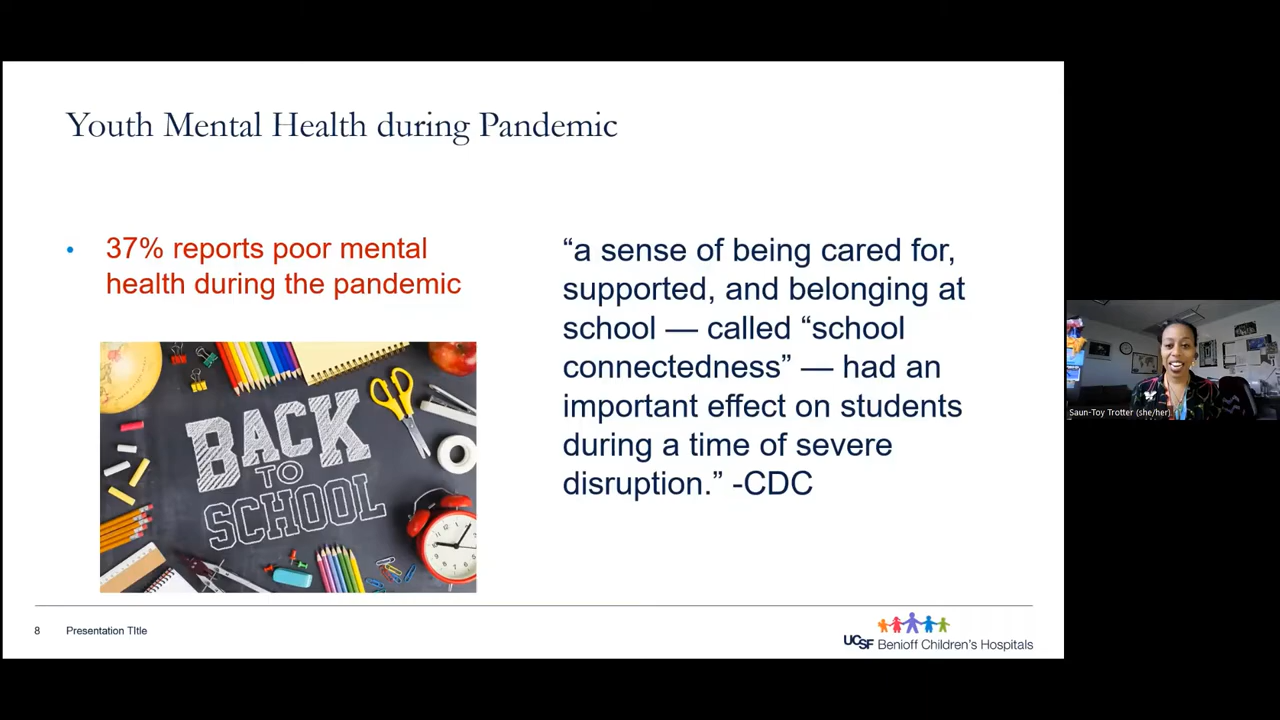 Youth Mental Health during Pandemic
• 37% reports poor mental
health during the pandemic
BACK
TO
SCHOOL
“a sense of being cared for,
supported, and belonging at
school — called “school
connectedness” — had an
important effect on students
during a time of severe
disruption.” -CDC
8 Presentation TItle
UCSF Benioff Children's Hospitals
Saun-Toy Trotter (she/her)